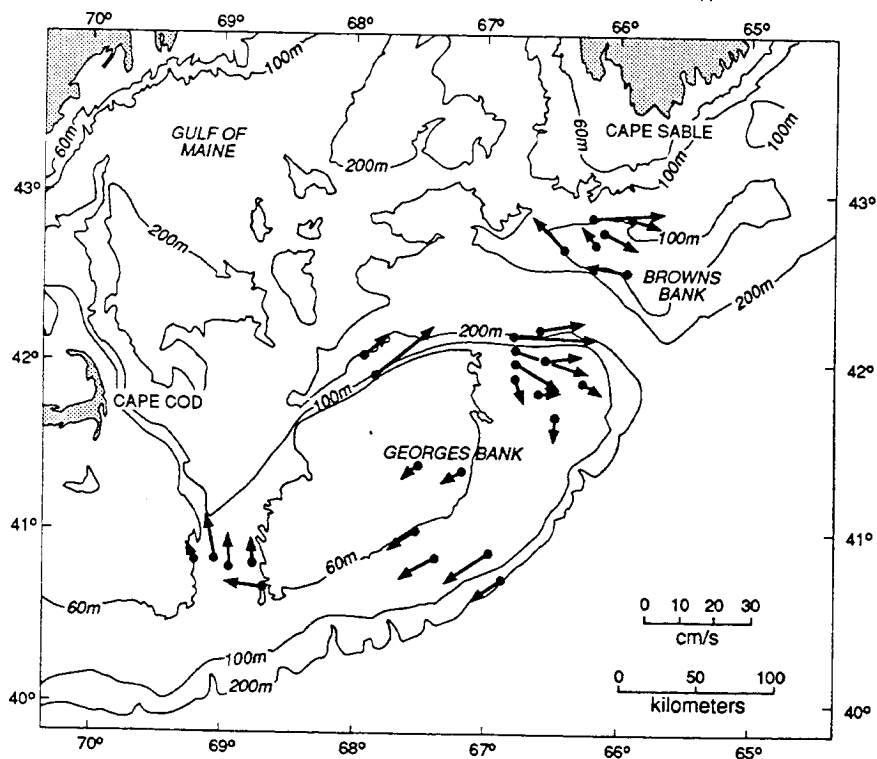 70° 69° 68° 67° 66° 65°
100m
60m
GULF OF
MAINE
200m
60m
CAPE SABLE
100m
100m
43°
43°
200m
100m
BROWNS
BANK
200m
42°
200m
42°
CAPE COD
100m
GEORGES BANK
41°
41°
60m
60m
0 10 20 30
cm/s
100m
200m
0 50 100
kilometers
40°
40°
70° 69° 68° 67° 66° 65°